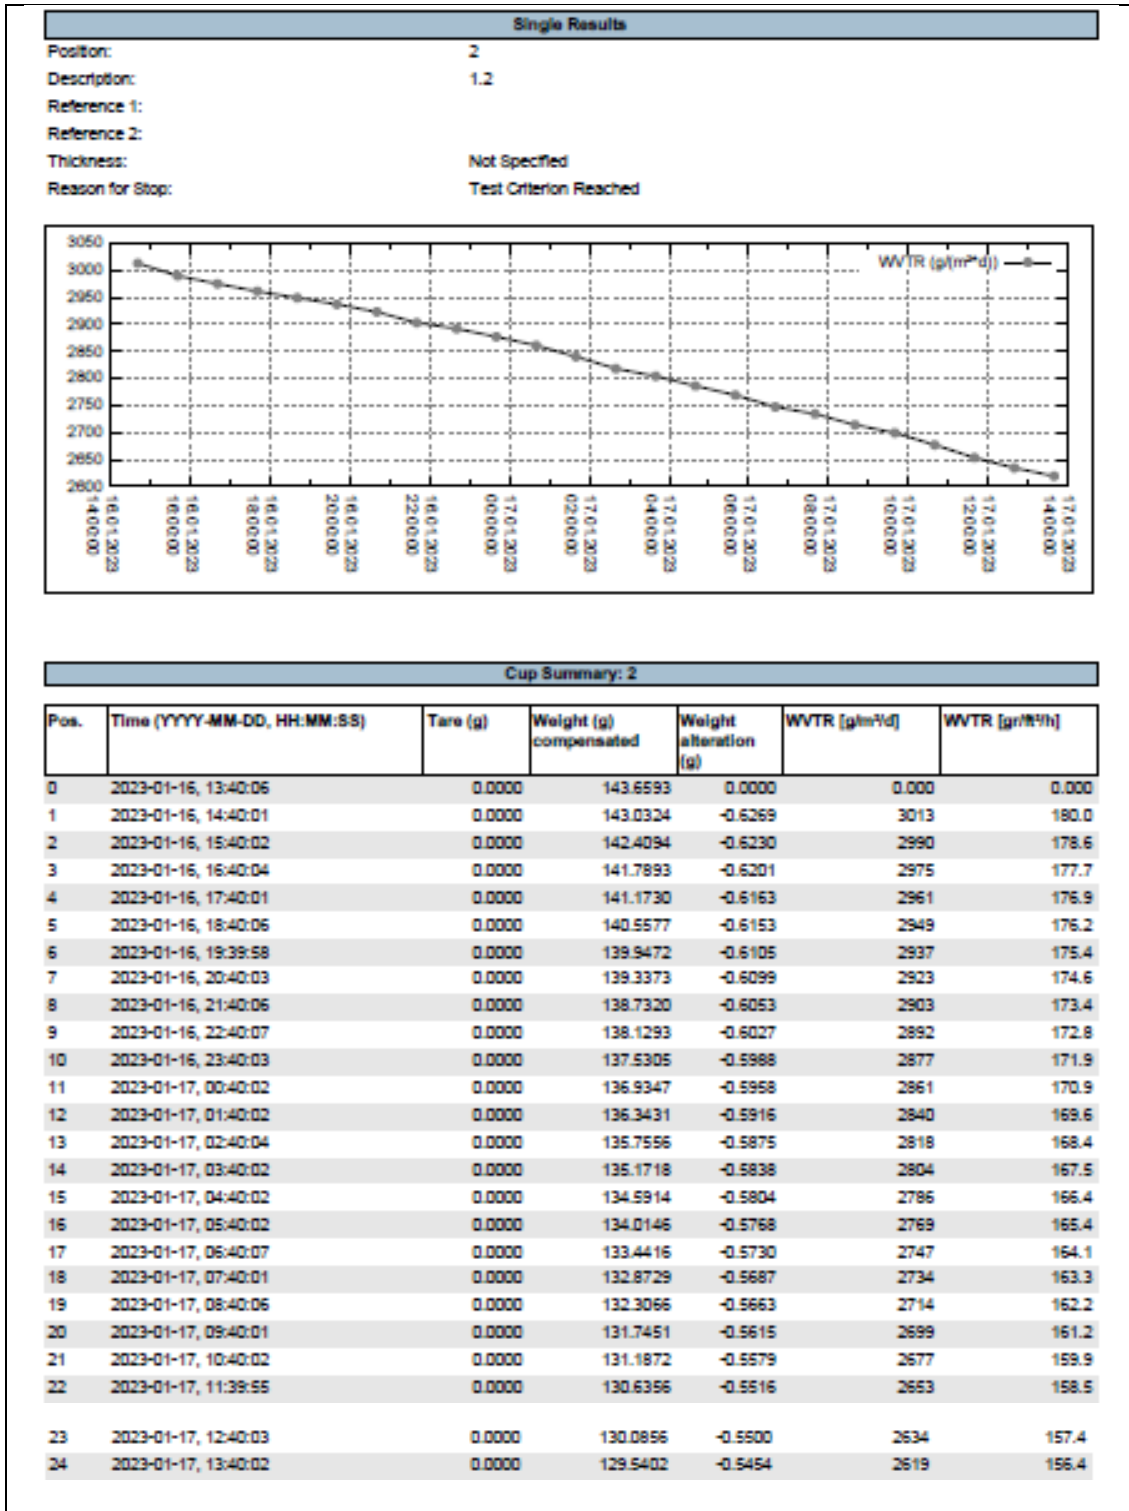 Single Results
Position: 2
Description: 1.2
Reference 1:
Reference 2:
Thickness: Not Specified
Reason for Stop: Test Criterion Reached
3050
3000
2950
2900
2850
2800
2750
2700
2650
2600
WVTR (g/(m²*d))
16.01.2023 14:00:00
16.01.2023 16:00:00
16.01.2023 18:00:00
16.01.2023 20:00:00
16.01.2023 22:00:00
17.01.2023 00:00:00
17.01.2023 02:00:00
17.01.2023 04:00:00
17.01.2023 06:00:00
17.01.2023 08:00:00
17.01.2023 10:00:00
17.01.2023 12:00:00
17.01.2023 14:00:00
Cup Summary: 2
Pos. Time (YYYY-MM-DD, HH:MM:SS) Tare (g) Weight (g) compensated Weight alteration (g) WVTR [g/m²/d] WVTR [gr/ft²/h]
0 2023-01-16, 13:40:06 0.0000 143.6593 0.0000 0.000 0.000
1 2023-01-16, 14:40:01 0.0000 143.0324 -0.6269 3013 180.0
2 2023-01-16, 15:40:02 0.0000 142.4094 -0.6230 2990 178.6
3 2023-01-16, 16:40:04 0.0000 141.7893 -0.6201 2975 177.7
4 2023-01-16, 17:40:01 0.0000 141.1730 -0.6163 2961 176.9
5 2023-01-16, 18:40:06 0.0000 140.5577 -0.6153 2949 176.2
6 2023-01-16, 19:39:58 0.0000 139.9472 -0.6105 2937 175.4
7 2023-01-16, 20:40:03 0.0000 139.3373 -0.6099 2923 174.6
8 2023-01-16, 21:40:06 0.0000 138.7320 -0.6053 2903 173.4
9 2023-01-16, 22:40:07 0.0000 138.1293 -0.6027 2892 172.8
10 2023-01-16, 23:40:03 0.0000 137.5305 -0.5988 2877 171.9
11 2023-01-17, 00:40:02 0.0000 136.9347 -0.5958 2861 170.9
12 2023-01-17, 01:40:02 0.0000 136.3431 -0.5916 2840 169.6
13 2023-01-17, 02:40:04 0.0000 135.7556 -0.5875 2818 168.4
14 2023-01-17, 03:40:02 0.0000 135.1718 -0.5838 2804 167.5
15 2023-01-17, 04:40:02 0.0000 134.5914 -0.5804 2786 166.4
16 2023-01-17, 05:40:02 0.0000 134.0146 -0.5768 2769 165.4
17 2023-01-17, 06:40:07 0.0000 133.4416 -0.5730 2747 164.1
18 2023-01-17, 07:40:01 0.0000 132.8729 -0.5687 2734 163.3
19 2023-01-17, 08:40:06 0.0000 132.3066 -0.5663 2714 162.2
20 2023-01-17, 09:40:01 0.0000 131.7451 -0.5615 2699 161.2
21 2023-01-17, 10:40:02 0.0000 131.1872 -0.5579 2677 159.9
22 2023-01-17, 11:39:55 0.0000 130.6356 -0.5516 2653 158.5
23 2023-01-17, 12:40:03 0.0000 130.0856 -0.5500 2634 157.4
24 2023-01-17, 13:40:02 0.0000 129.5402 -0.5454 2619 156.4